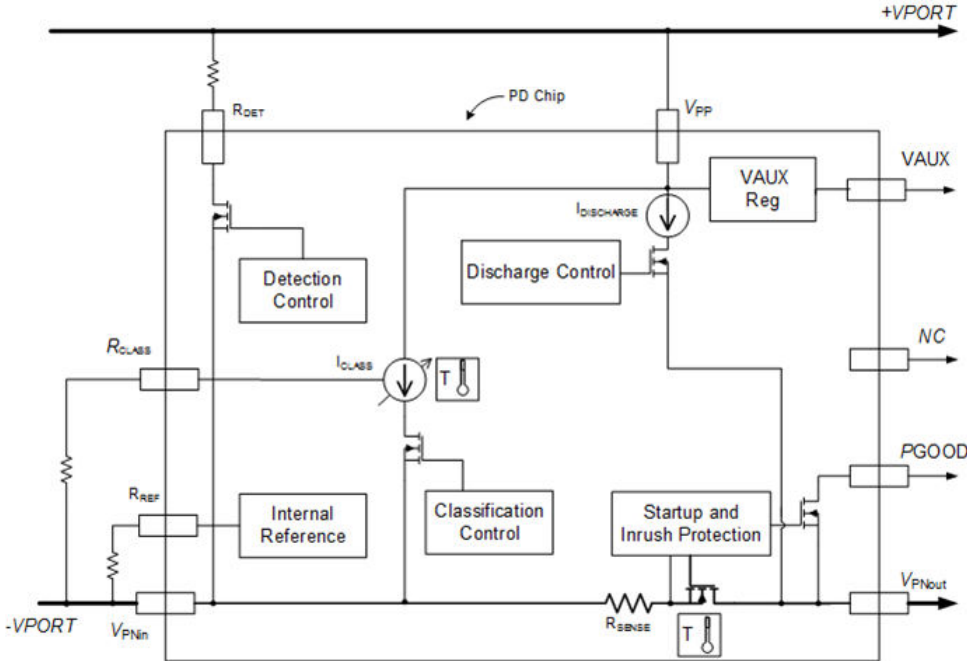 +VPORT
PD Chip
RDET
VPP
VAUX
VAUX
Reg
IDISCHARGE
Detection
Control
Discharge Control
NC
RCLASS
ICLASS
T
PGOOD
RREF
Internal
Reference
Classification
Control
Startup and
Inrush Protection
VPNout
-VPORT
VPNin
RSENSE
T